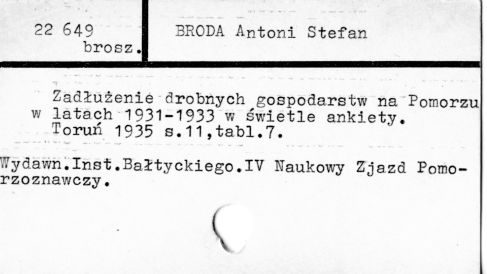 22 649
brosz.
BRODA Antoni Stefan
Zadłużenie drobnych gospodarstw na Pomorzu
w latach 1931-1933 w świetle ankiety.
Toruń 1935 s.11,tabl.7.
Wydawn.Inst.Bałtyckiego.IV Naukowy Zjazd Pomo-
rzoznawczy.